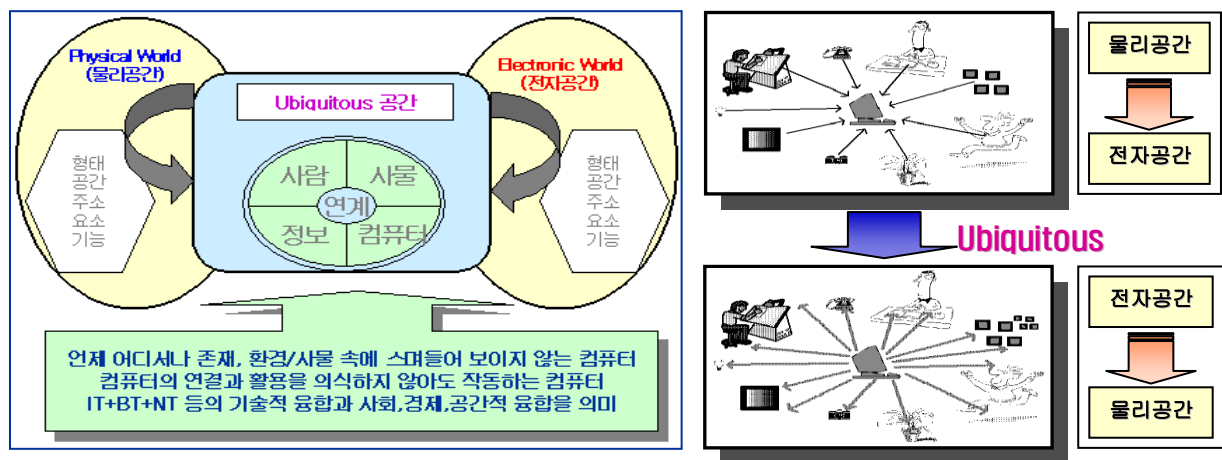 Physical World
(물리공간)
Electronic World
(전자공간)
Ubiquitous 공간
형태
공간
주소
요소
기능
사람
사물
연계
정보
컴퓨터
형태
공간
주소
요소
기능
언제 어디서나 존재, 환경/사물 속에 스며들어 보이지 않는 컴퓨터
컴퓨터의 연결과 활용을 의식하지 않아도 작동하는 컴퓨터
IT+BT+NT 등의 기술적 융합과 사회,경제,공간적 융합을 의미
물리공간
전자공간
Ubiquitous
전자공간
물리공간